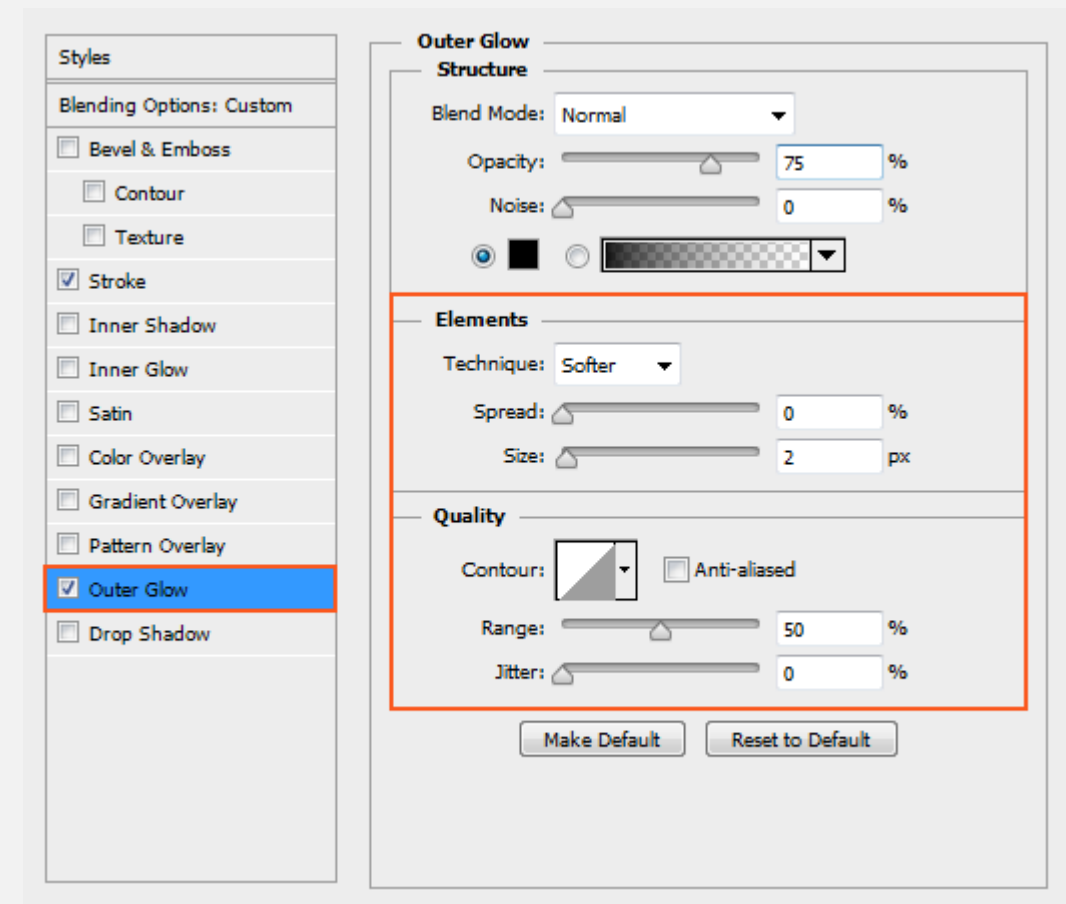 Styles
Blending Options: Custom
Bevel & Emboss
Contour
Texture
Stroke
Inner Shadow
Inner Glow
Satin
Color Overlay
Gradient Overlay
Pattern Overlay
Outer Glow
Drop Shadow
Outer Glow
Structure
Blend Mode: Normal
Opacity: 75 %
Noise: 0 %
Elements
Technique: Softer
Spread: 0 %
Size: 2 px
Quality
Contour: Anti-aliased
Range: 50 %
Jitter: 0 %
Make Default Reset to Default